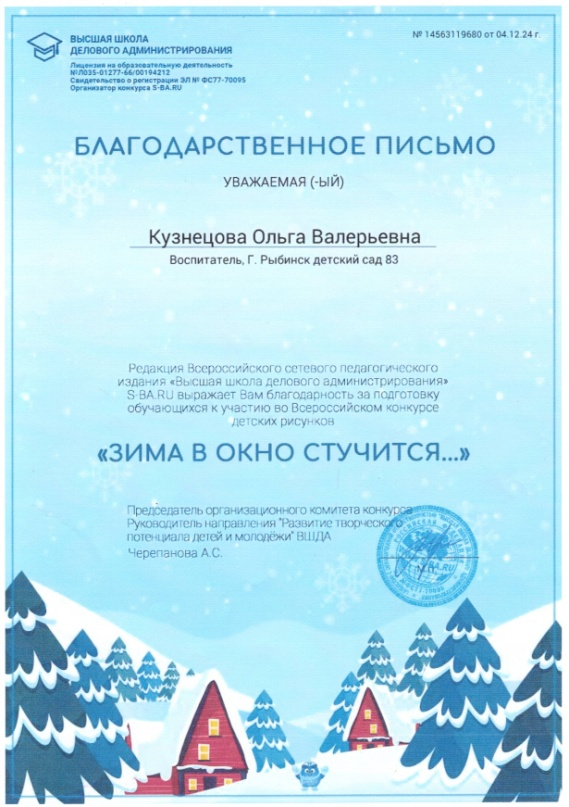 ВЫСШАЯ ШКОЛА
ДЕЛОВОГО АДМИНИСТРИРОВАНИЯ
Лицензия на образовательную деятельность
№Л035-01277-66/00194212
Свидетельство о регистрации ЭЛ № ФС77-70095
Организатор конкурса S-BA.RU
№ 14563119680 от 04.12.24 г.
БЛАГОДАРСТВЕННОЕ ПИСЬМО
УВАЖАЕМАЯ (-ЫЙ)
Кузнецова Ольга Валерьевна
Воспитатель, Г. Рыбинск детский сад 83
Редакция Всероссийского сетевого педагогического
издания «Высшая школа делового администрирования»
S-BA.RU выражает Вам благодарность за подготовку
обучающихся к участию во Всероссийском конкурсе
детских рисунков
«ЗИМА В ОКНО СТУЧИТСЯ...»
Председатель организационного комитета конкурса
Руководитель направления "Развитие творческого
потенциала детей и молодёжи" ВШДА
Черепанова А.С.